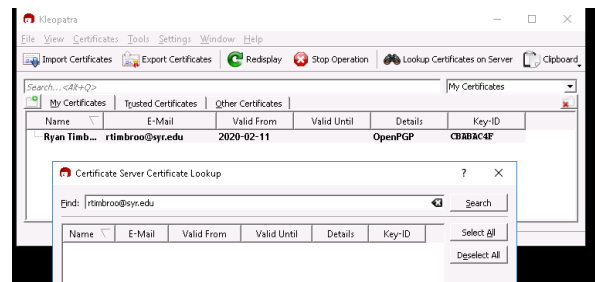 Kleopatra
File View Certificates Tools Settings Window Help
Import Certificates Export Certificates Redisplay Stop Operation Lookup Certificates on Server Clipboard
Search...<Alt+Q> My Certificates
My Certificates Trusted Certificates Other Certificates
Name E-Mail Valid From Valid Until Details Key-ID
Ryan Timb... rtimbroo@syr.edu 2020-02-11 OpenPGP CBABAC4F
Certificate Server Certificate Lookup
Find: rtimbroo@syr.edu Search
Name E-Mail Valid From Valid Until Details Key-ID Select All
Deselect All